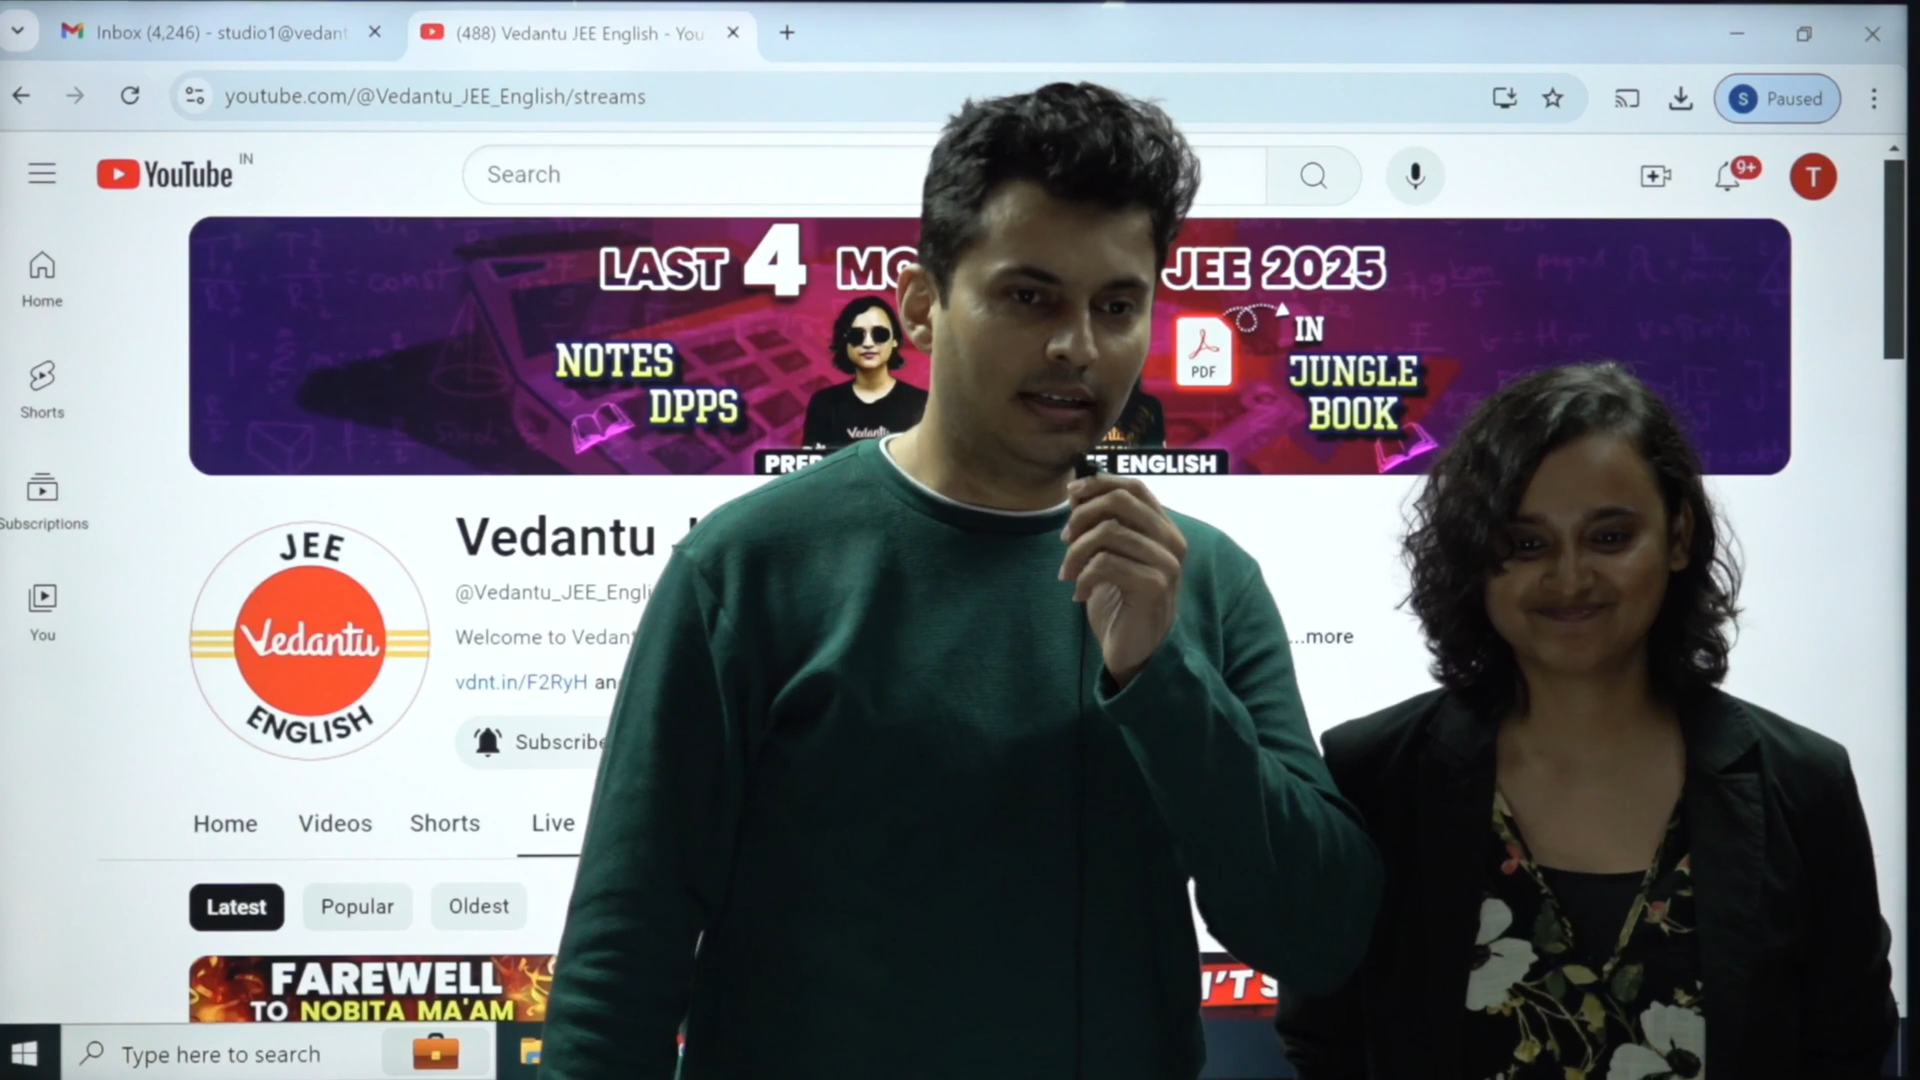 Inbox (4,246) - studio1@vedant
(488) Vedantu JEE English - You
youtube.com/@Vedantu_JEE_English/streams
S Paused
YouTube IN
Search
9+
T
Home
Shorts
Subscriptions
You
LAST 4 MO JEE 2025
NOTES
DPPS
Vedantu
PDF
IN
JUNGLE
BOOK
ENGLISH
JEE
Vedantu
ENGLISH
Vedantu
@Vedantu_JEE_Engli
Welcome to Vedan
...more
vdnt.in/F2RyH an
Subscribe
Home Videos Shorts Live
Latest Popular Oldest
FAREWELL
TO NOBITA MA'AM
Type here to search